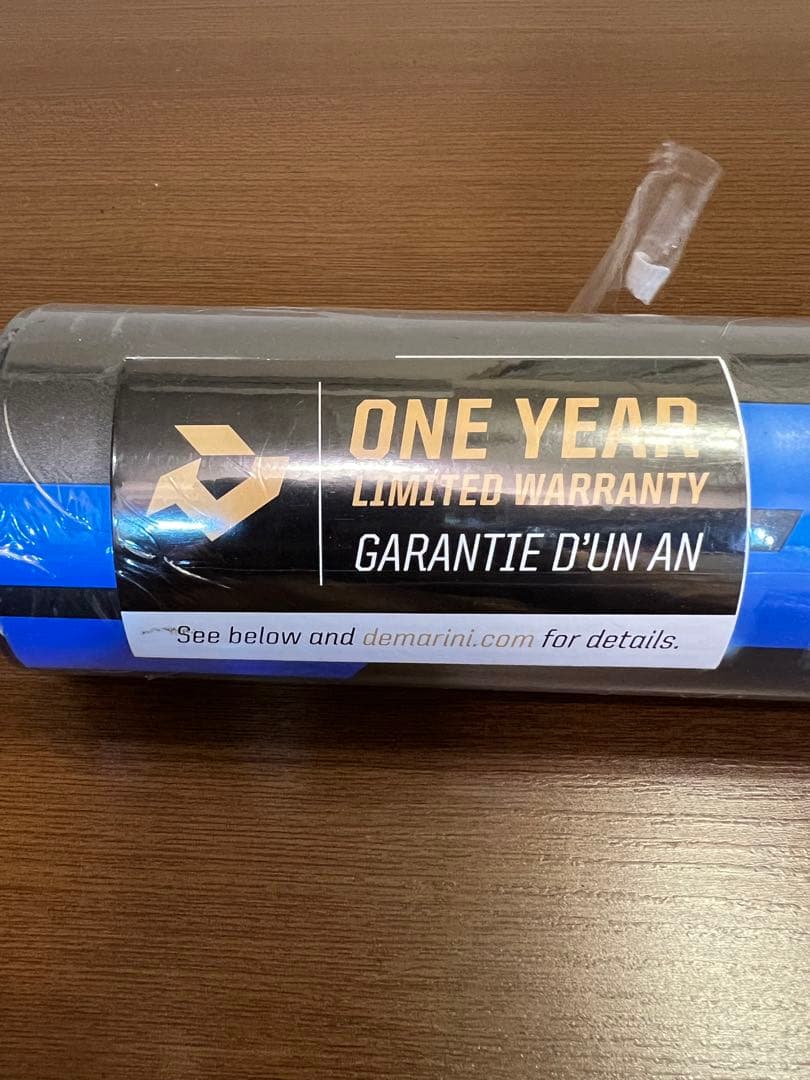 ONE YEAR
LIMITED WARRANTY
GARANTIE D'UN AN
See below and demarini.com for details.